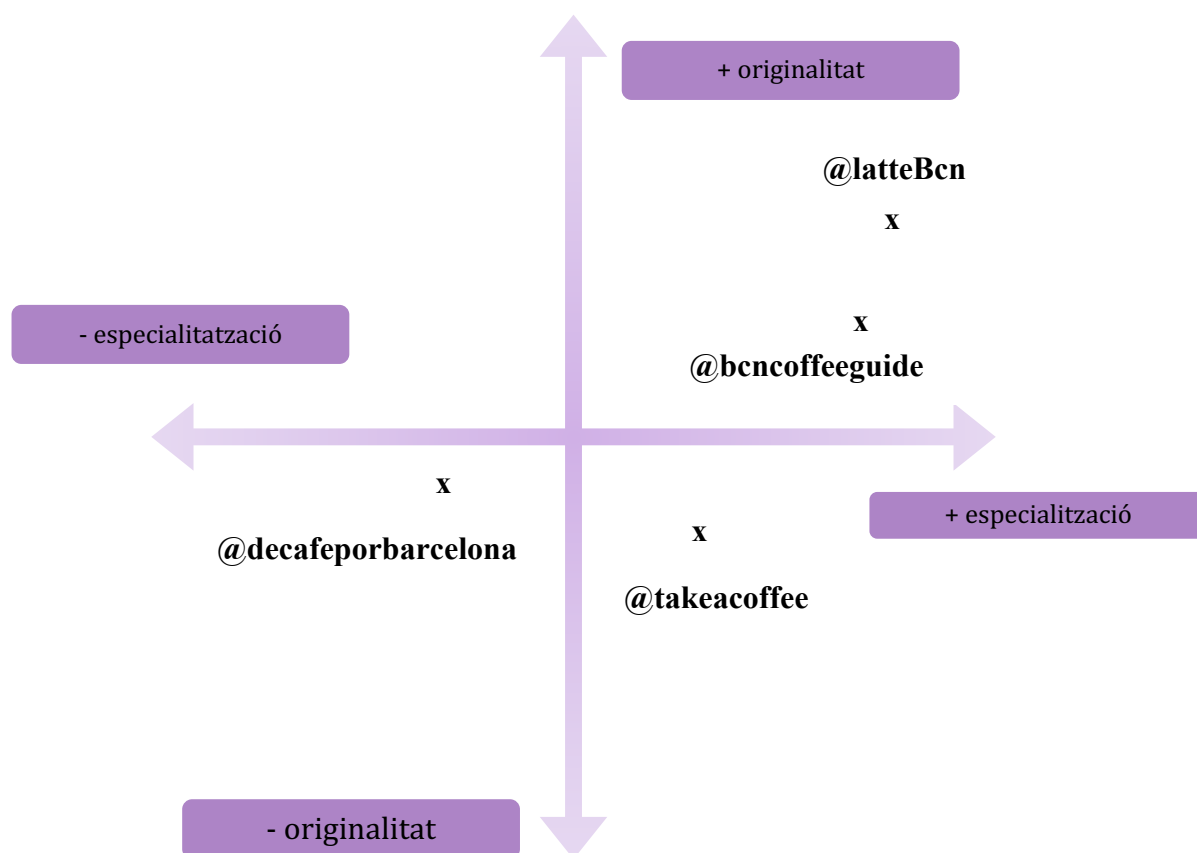 + originalitat
@latteBcn
x
- especialitatzació
x
@bcncoffeeguide
x
@decafeporbarcelona
+ especialització
x
@takeacoffee
- originalitat